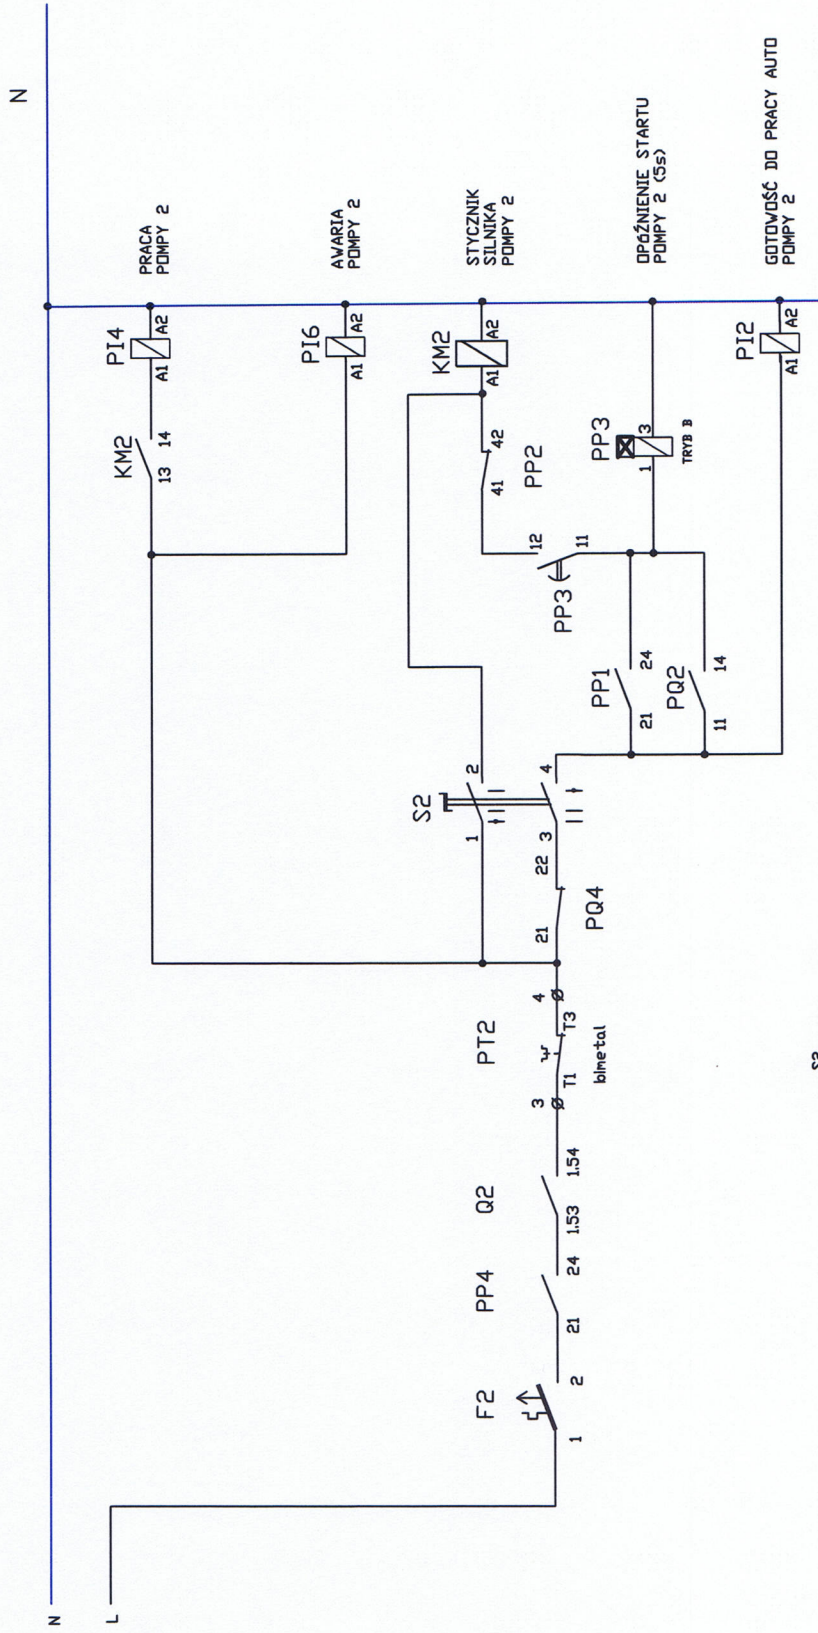 N
PRACA
POMPY 2
AWARIA
POMPY 2
STYCZNIK
SILNIKA
POMPY 2
OPÓŹNIENIE STARTU
POMPY 2 (5s)
GOTOWOŚĆ DO PRACY AUTO
POMPY 2
PI4
A1
A2
PI6
A1
A2
KM2
A1
A2
PP3
1
3
TRYB B
PI2
A1
A2
KM2
13
14
PP2
41
42
PP3
12
11
PP1
21
24
PQ2
11
14
S2
1
2
3
4
PQ4
21
22
PT2
3
4
T1
T3
bimetal
Q2
1.53
1.54
PP4
21
24
F2
1
2
N
L
S2